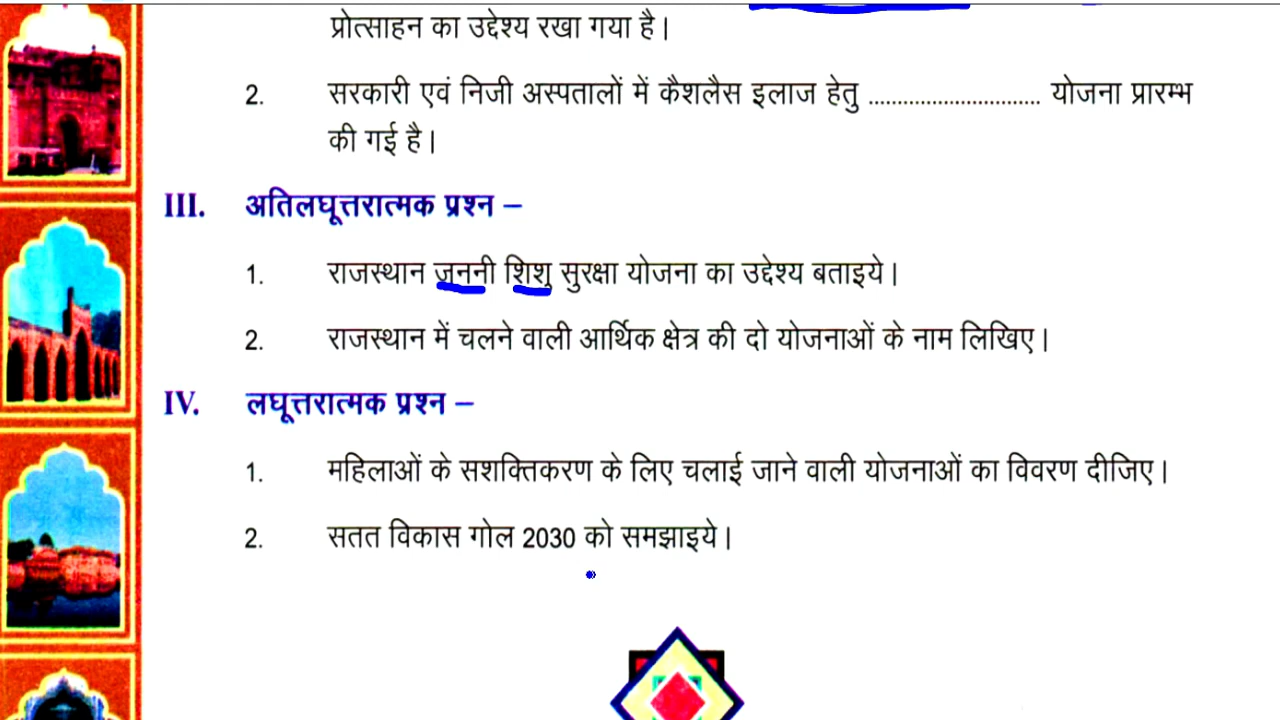 प्रोत्साहन का उद्देश्य रखा गया है।
2. सरकारी एवं निजी अस्पतालों में कैशलैस इलाज हेतु ............................. योजना प्रारम्भ
की गई है।
III. अतिलघूत्तरात्मक प्रश्न –
1. राजस्थान जननी शिशु सुरक्षा योजना का उद्देश्य बताइये।
2. राजस्थान में चलने वाली आर्थिक क्षेत्र की दो योजनाओं के नाम लिखिए।
IV. लघूत्तरात्मक प्रश्न –
1. महिलाओं के सशक्तिकरण के लिए चलाई जाने वाली योजनाओं का विवरण दीजिए।
2. सतत विकास गोल 2030 को समझाइये।